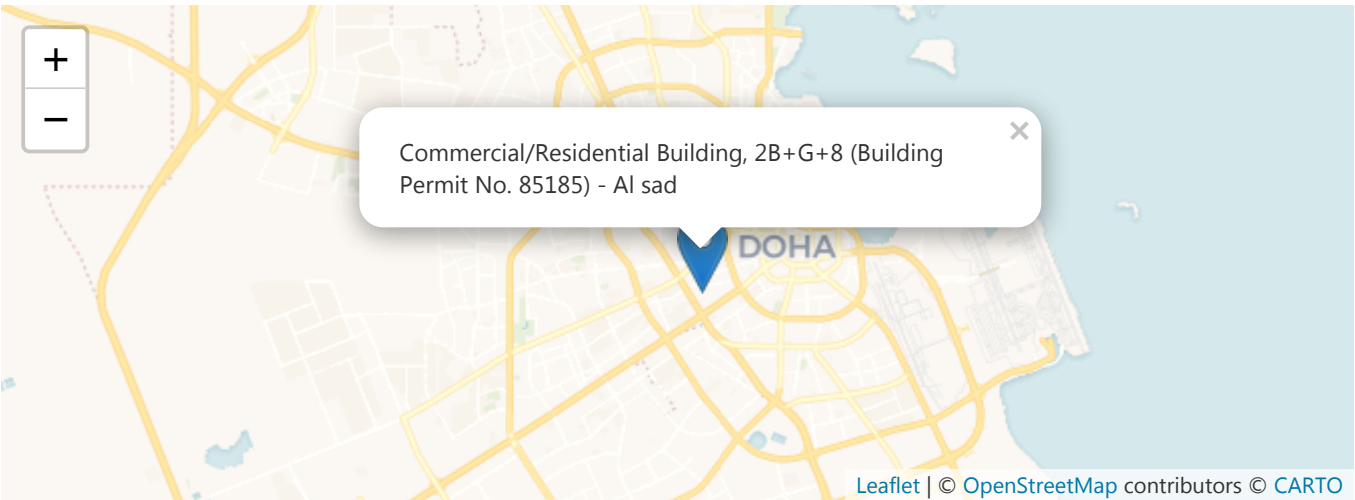 +
−
Commercial/Residential Building, 2B+G+8 (Building
Permit No. 85185) - Al sad
×
DOHA
Leaflet | © OpenStreetMap contributors © CARTO